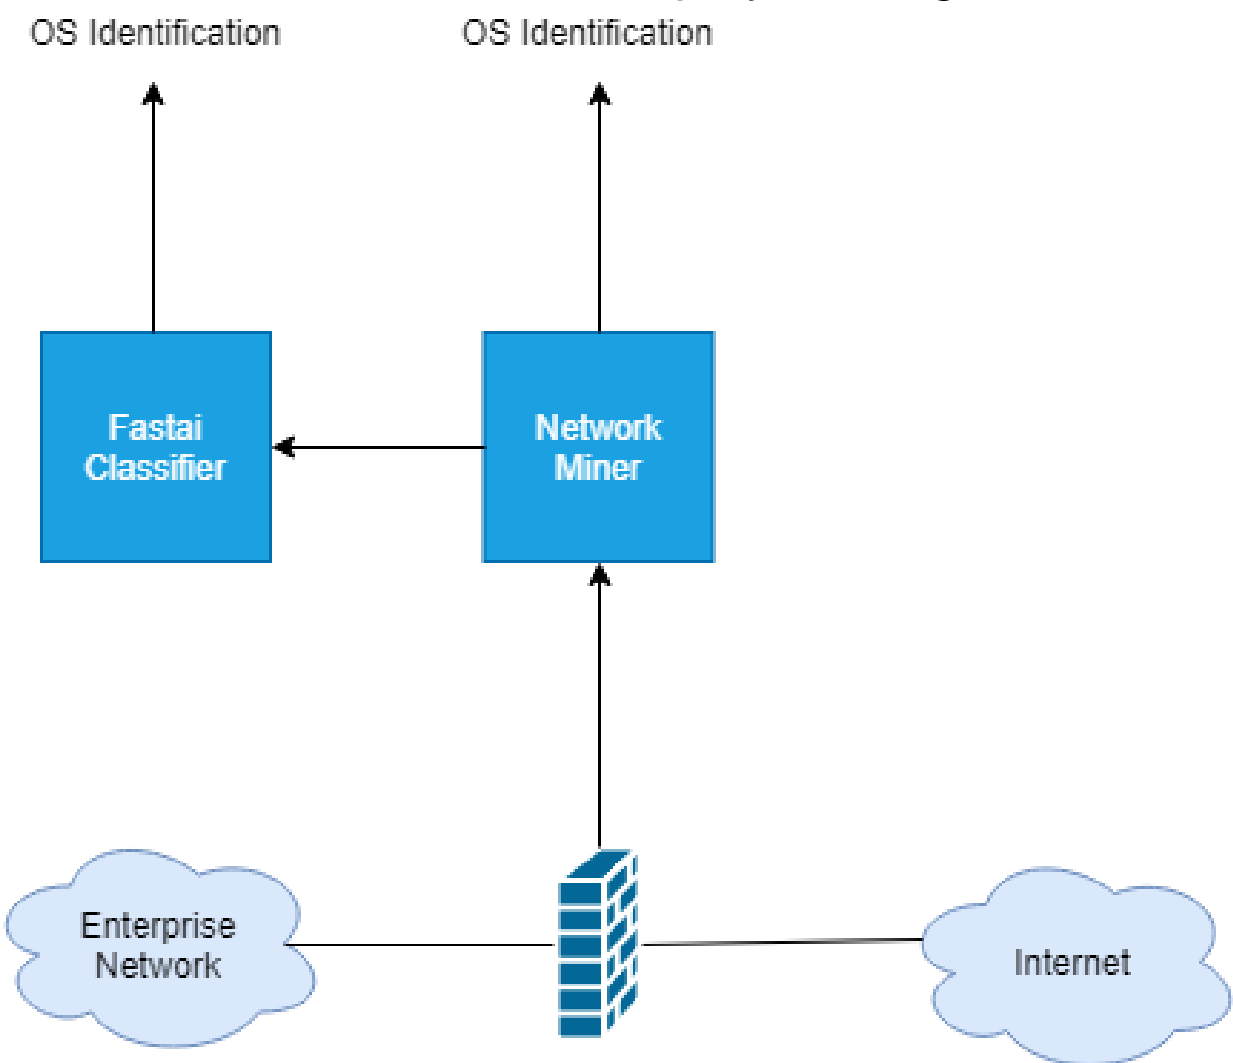 OS Identification
OS Identification
Fastai
Classifier
Network
Miner
Enterprise
Network
Internet